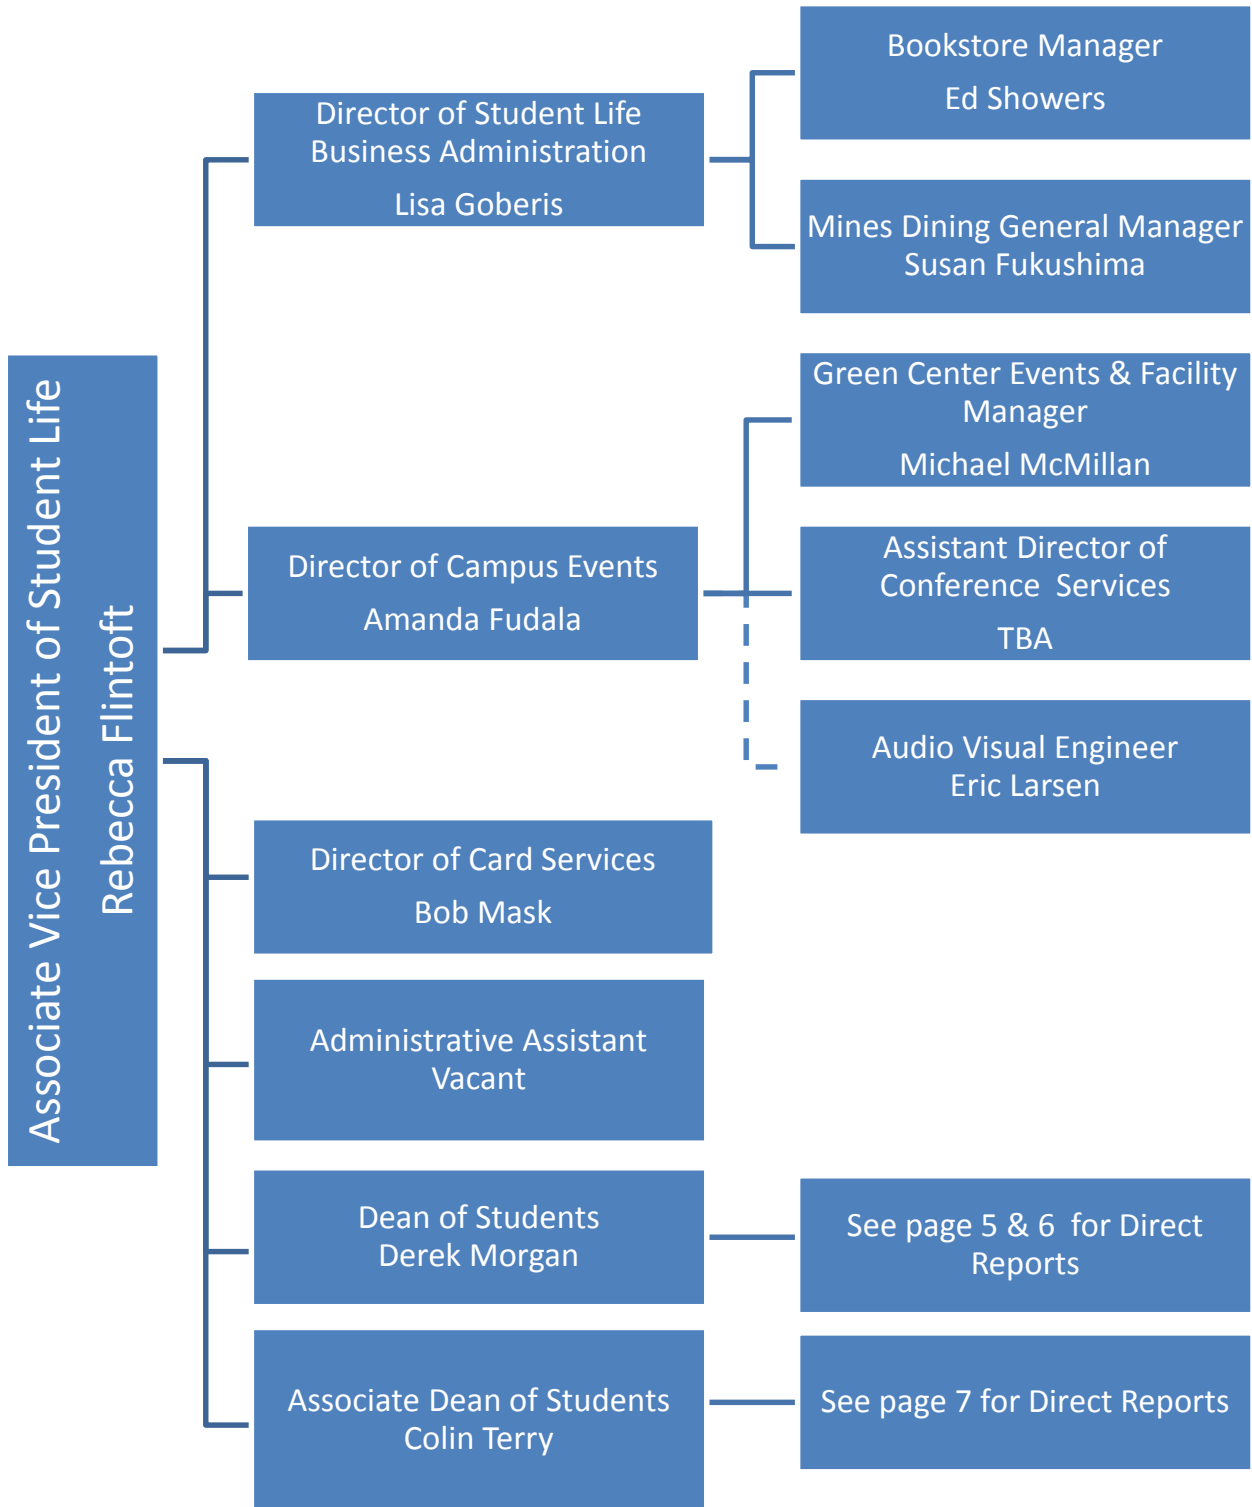 Associate Vice President of Student Life
Rebecca Flintoft
Director of Student Life
Business Administration
Lisa Goberis
Bookstore Manager
Ed Showers
Mines Dining General Manager
Susan Fukushima
Director of Campus Events
Amanda Fudala
Green Center Events & Facility
Manager
Michael McMillan
Assistant Director of
Conference Services
TBA
Audio Visual Engineer
Eric Larsen
Director of Card Services
Bob Mask
Administrative Assistant
Vacant
Dean of Students
Derek Morgan
See page 5 & 6 for Direct
Reports
Associate Dean of Students
Colin Terry
See page 7 for Direct Reports